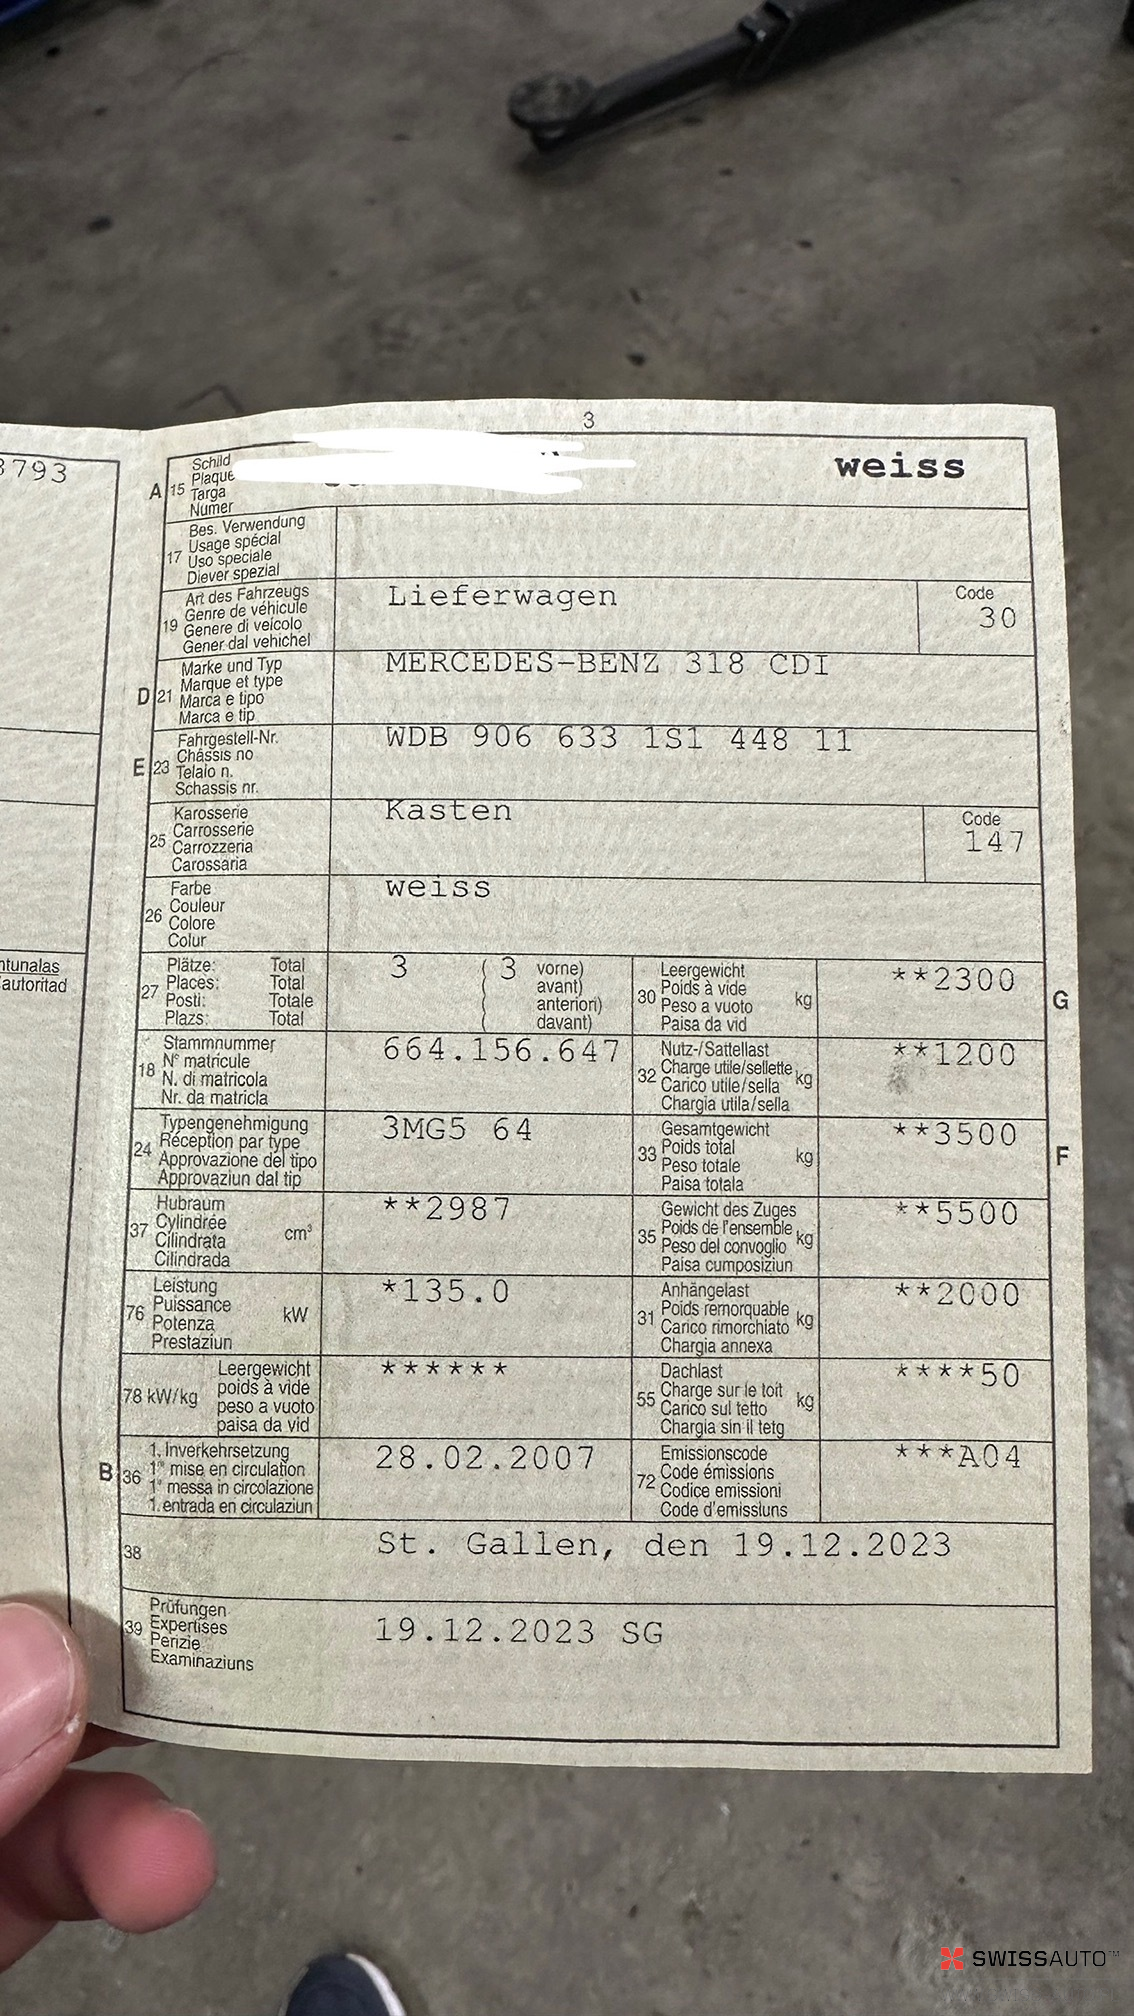 3
3793
A 15 Schild
Plaque
Targa
Numer
weiss
17 Bes. Verwendung
Usage spécial
Uso speciale
Diever spezial
19 Art des Fahrzeugs
Genre de véhicule
Genere di veicolo
Gener dal vehichel
Lieferwagen
Code
30
D 21 Marke und Typ
Marque et type
Marca e tipo
Marca e tip
MERCEDES-BENZ 318 CDI
E 23 Fahrgestell-Nr.
Châssis no
Telaio n.
Schassis nr.
WDB 906 633 1S1 448 11
25 Karosserie
Carrosserie
Carrozzeria
Carossaria
Kasten
Code
147
26 Farbe
Couleur
Colore
Colur
weiss
ntunalas
autoritad
27 Plätze: Total
Places: Total
Posti: Totale
Plazs: Total
3 ( 3 vorne)
( avant)
( anteriori)
( davant)
30 Leergewicht
Poids à vide
Peso a vuoto
Paisa da vid
kg
**2300
G
18 Stammnummer
N° matricule
N. di matricola
Nr. da matricla
664.156.647
32 Nutz-/Sattellast
Charge utile/sellette
Carico utile/sella
Chargia utila/sella
kg
**1200
24 Typengenehmigung
Réception par type
Approvazione del tipo
Approvaziun dal tip
3MG5 64
33 Gesamtgewicht
Poids total
Peso totale
Paisa totala
kg
**3500
F
37 Hubraum
Cylindrée
Cilindrata
Cilindrada
cm³
**2987
35 Gewicht des Zuges
Poids de l'ensemble
Peso del convoglio
Paisa cumposiziun
kg
**5500
76 Leistung
Puissance
Potenza
Prestaziun
kW
*135.0
31 Anhängelast
Poids remorquable
Carico rimorchiato
Chargia annexa
kg
**2000
78 kW/kg
Leergewicht
poids à vide
peso a vuoto
paisa da vid
******
55 Dachlast
Charge sur le toit
Carico sul tetto
Chargia sin il tetg
kg
****50
B 36 1. Inverkehrsetzung
1re mise en circulation
1a messa in circolazione
1. entrada en circulaziun
28.02.2007
72 Emissionscode
Code émissions
Codice emissioni
Code d'emissiuns
***A04
38
St. Gallen, den 19.12.2023
39 Prüfungen
Expertises
Perizie
Examinaziuns
19.12.2023 SG
SWISSAUTO™